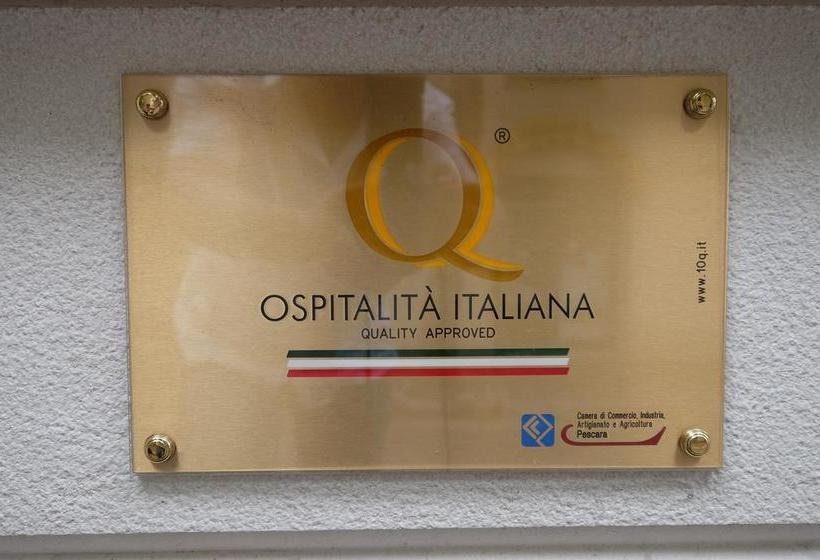 Q®
OSPITALITÀ ITALIANA
QUALITY APPROVED
www.10q.it
Camera di Commercio, Industria,
Artigianato e Agricoltura
Pescara